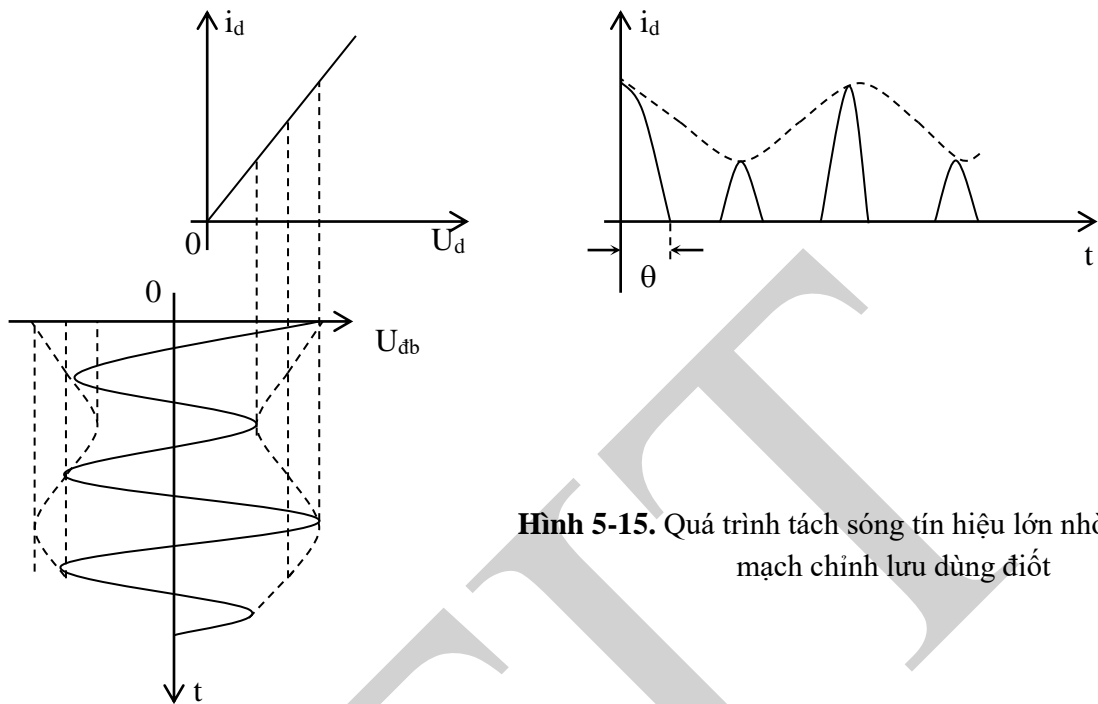 i_d
i_d
0
U_d
θ
t
0
U_đb
Hình 5-15. Quá trình tách sóng tín hiệu lớn nhờ
mạch chỉnh lưu dùng điốt
t